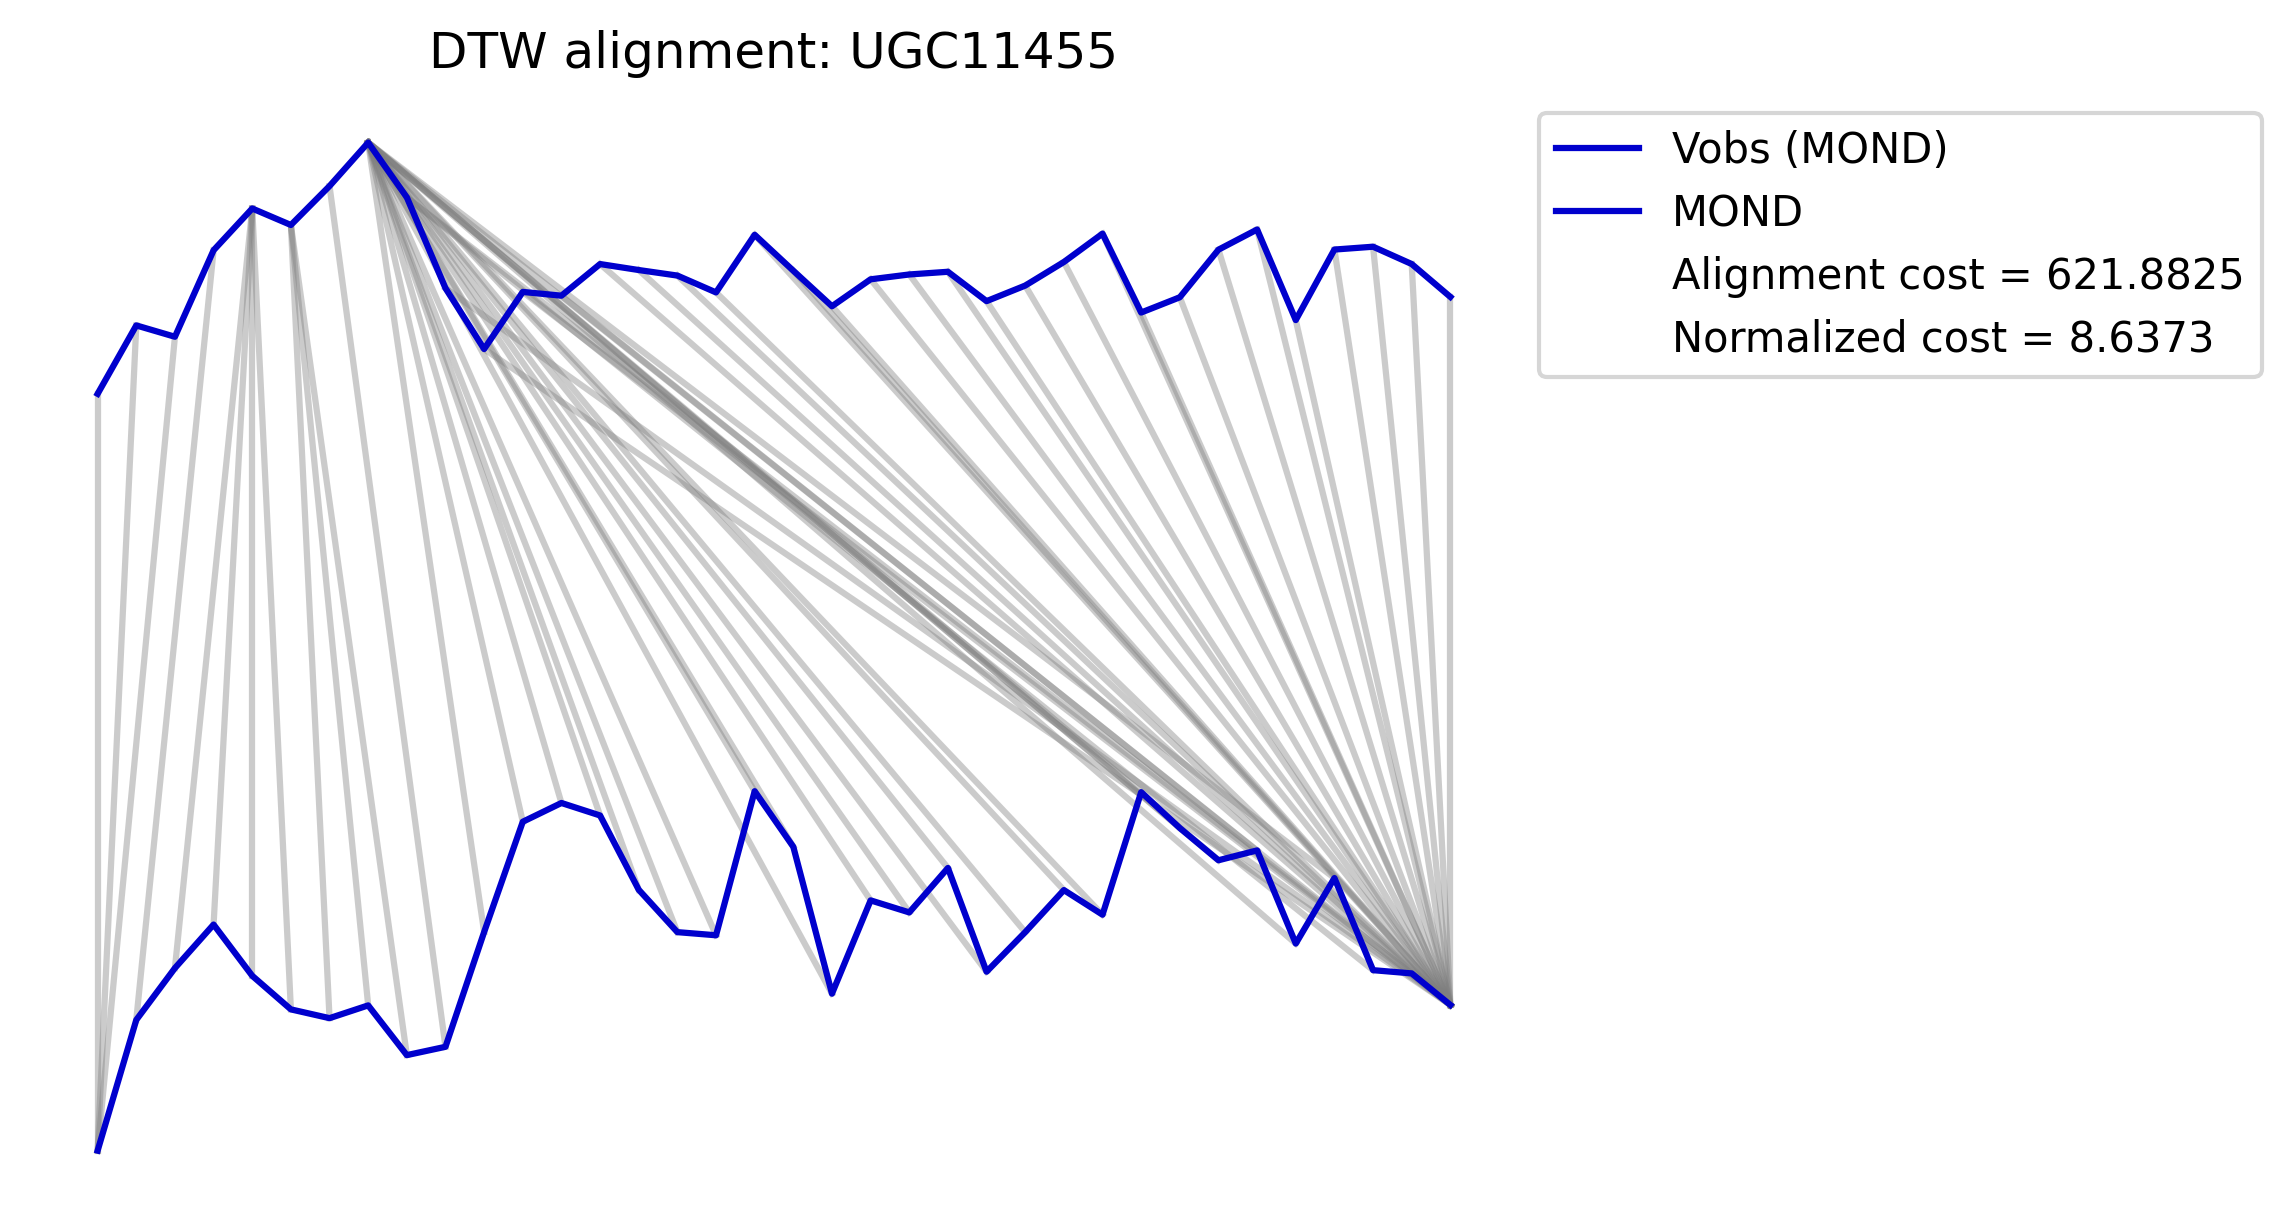 DTW alignment: UGC11455
Vobs (MOND)
MOND
Alignment cost = 621.8825
Normalized cost = 8.6373